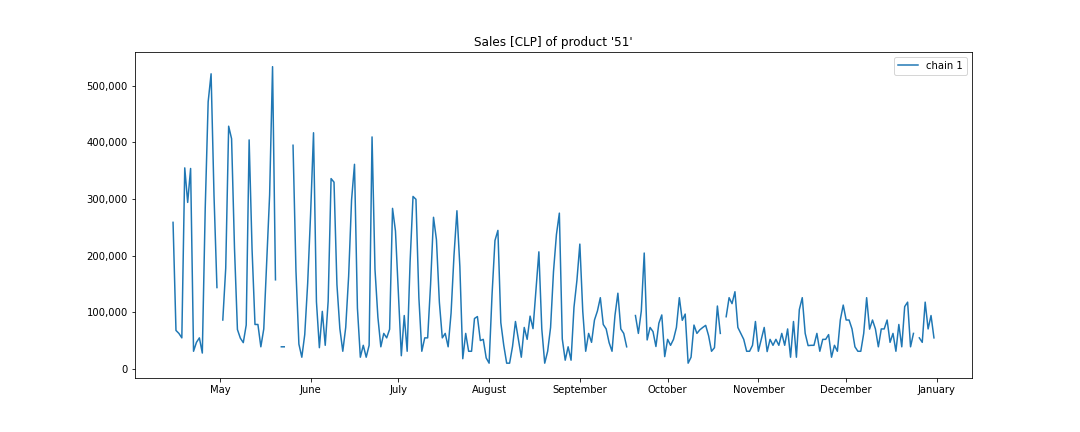 Sales [CLP] of product '51'
chain 1
500,000
400,000
300,000
200,000
100,000
0
May June July August September October November December January